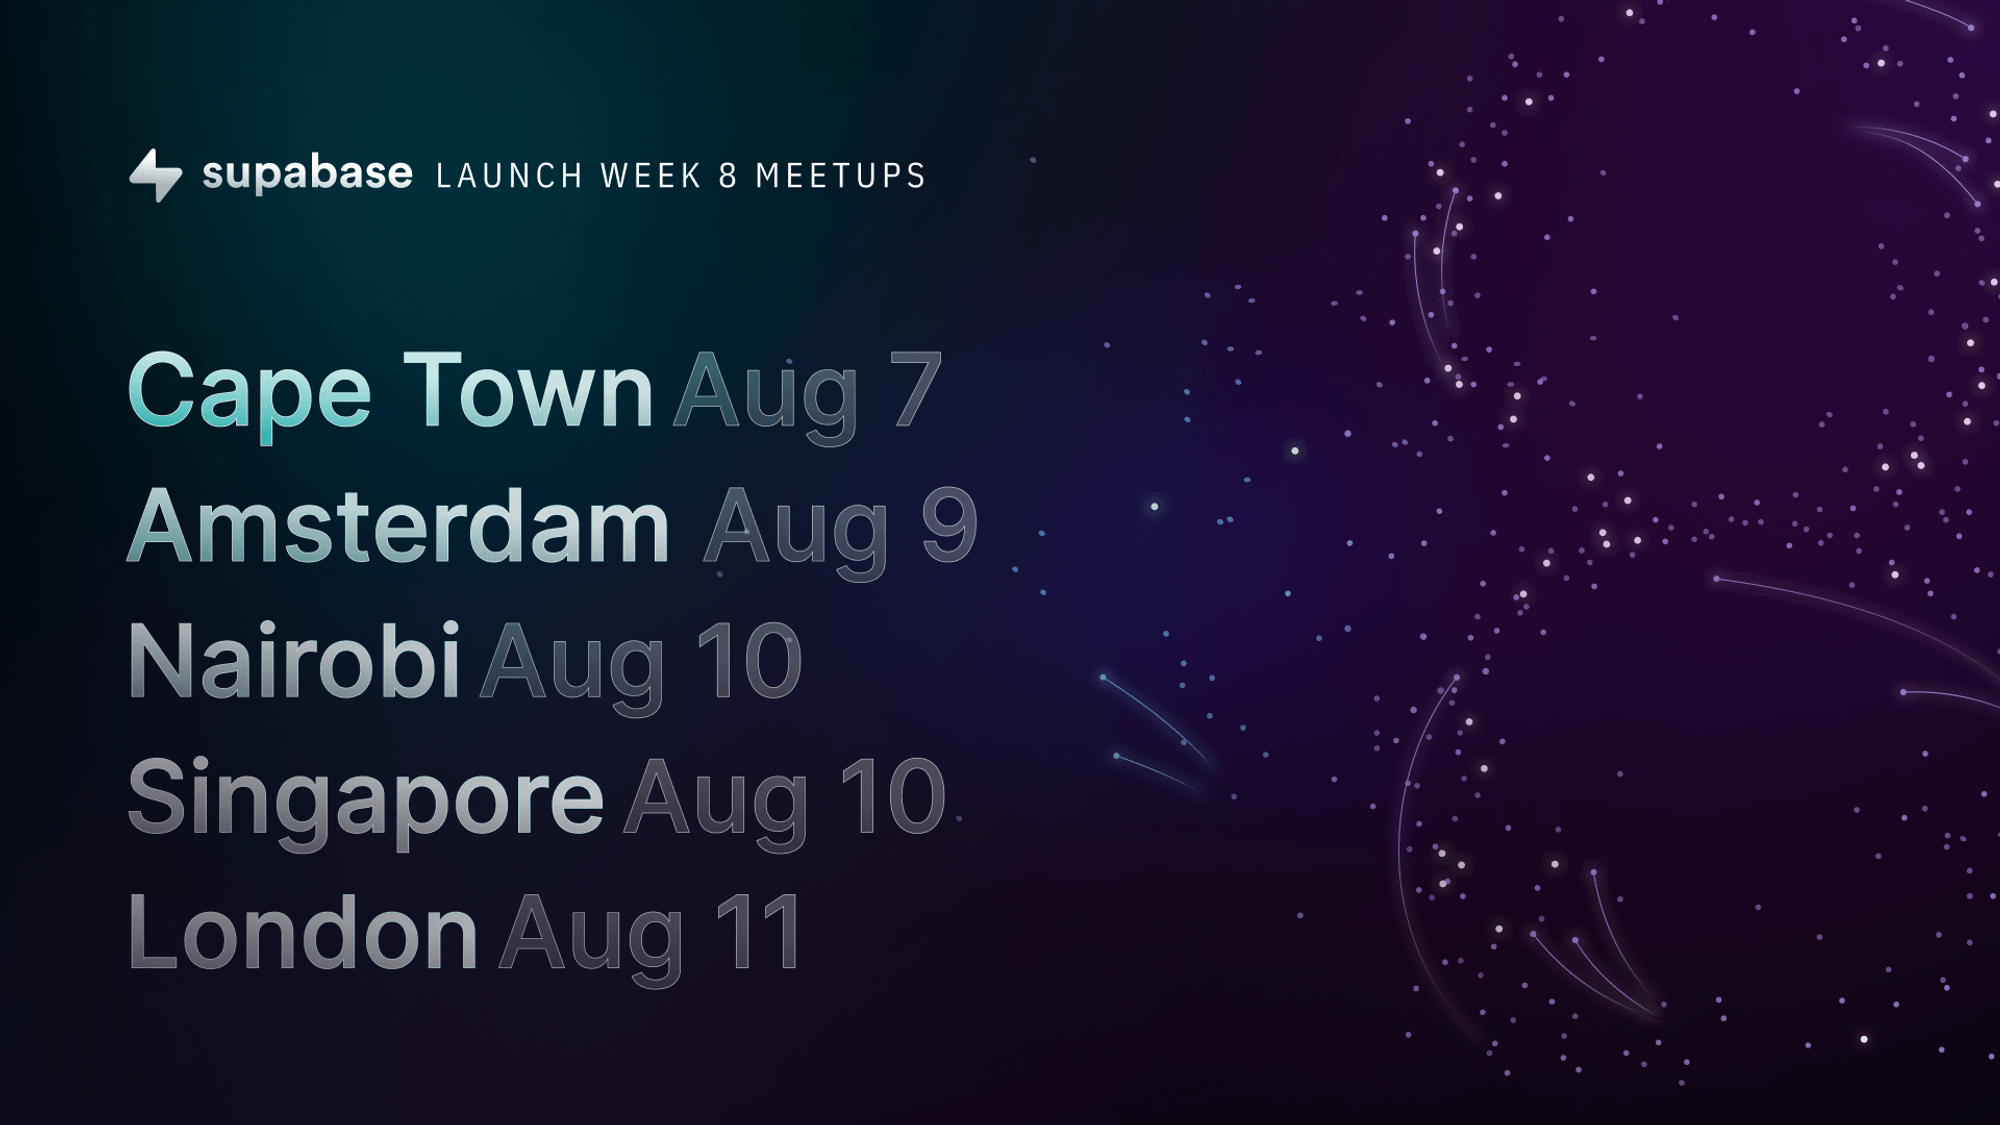 supabase LAUNCH WEEK 8 MEETUPS
Cape Town Aug 7
Amsterdam Aug 9
Nairobi Aug 10
Singapore Aug 10
London Aug 11